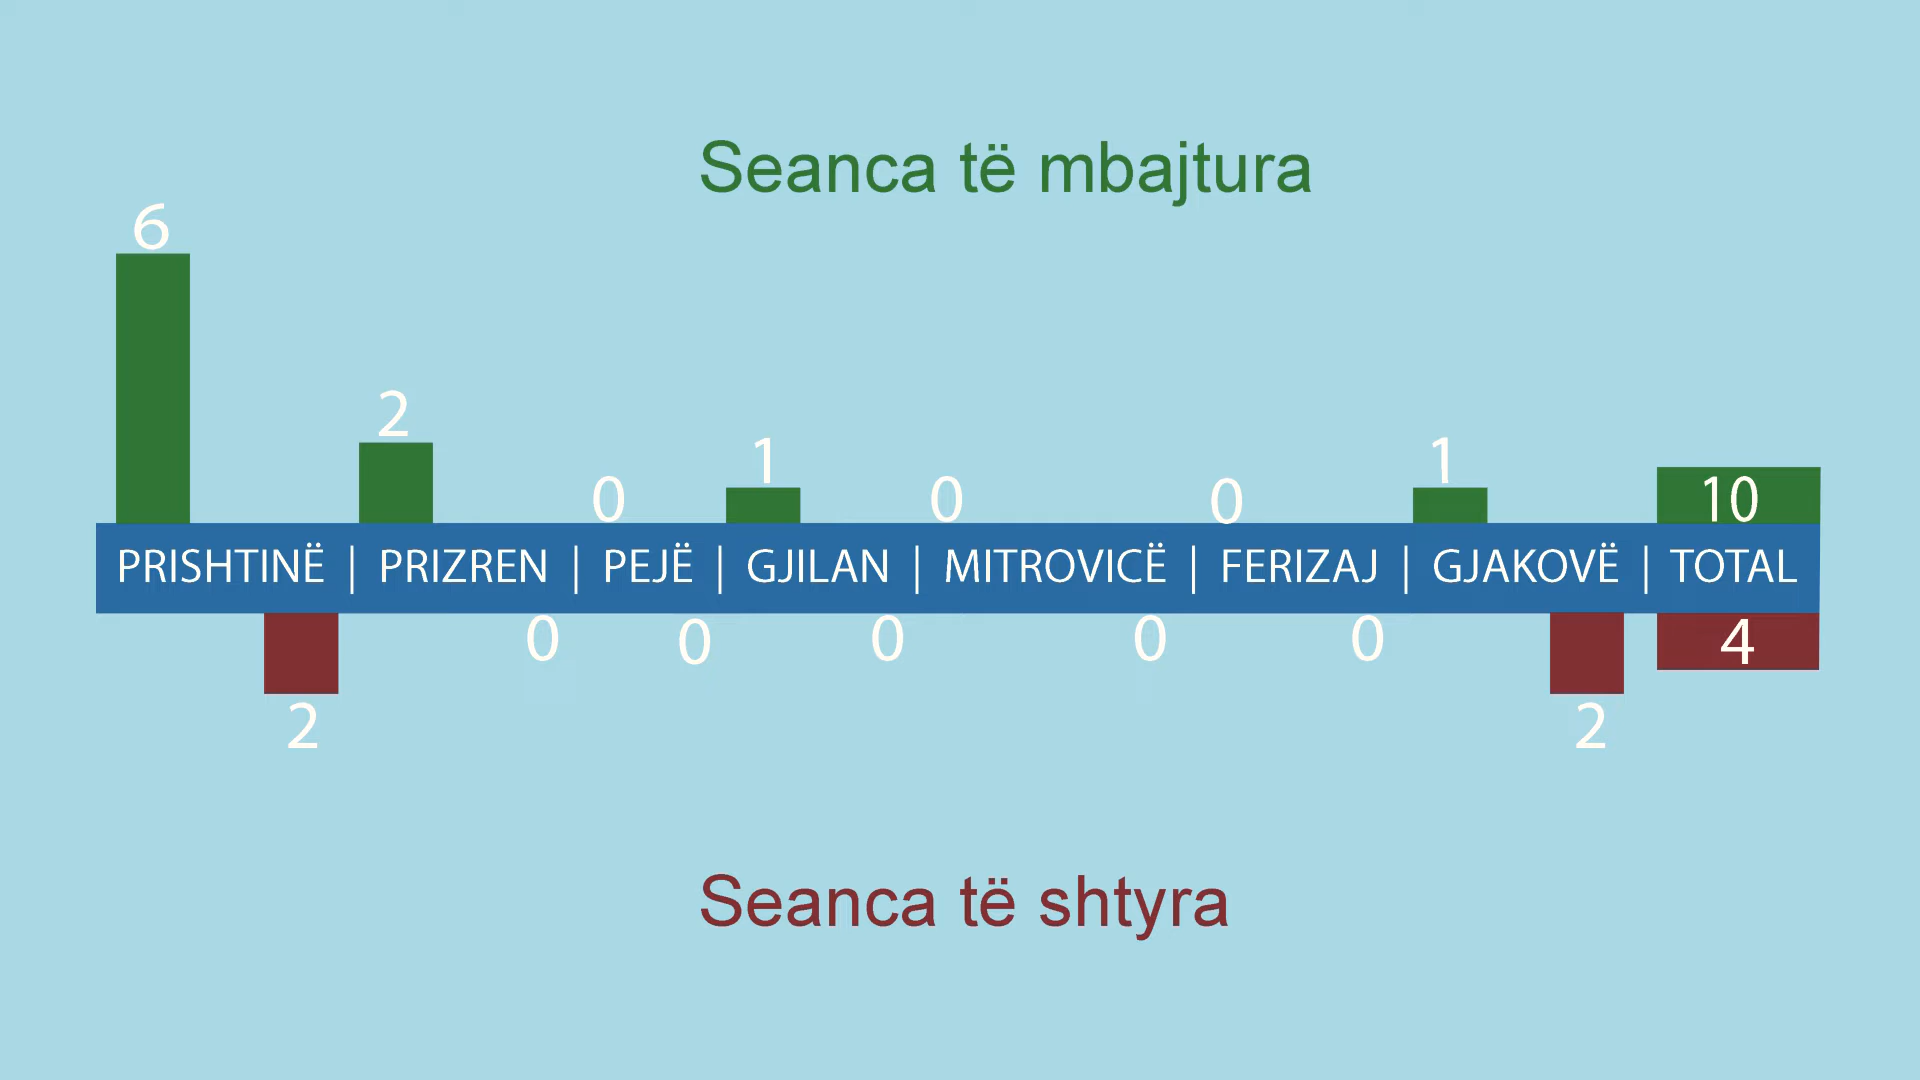 Seanca të mbajtura
6
2
0 1 0 0 1
10
PRISHTINË | PRIZREN | PEJË | GJILAN | MITROVICË | FERIZAJ | GJAKOVË | TOTAL
0 0 0 0 0 4
2 2
Seanca të shtyra